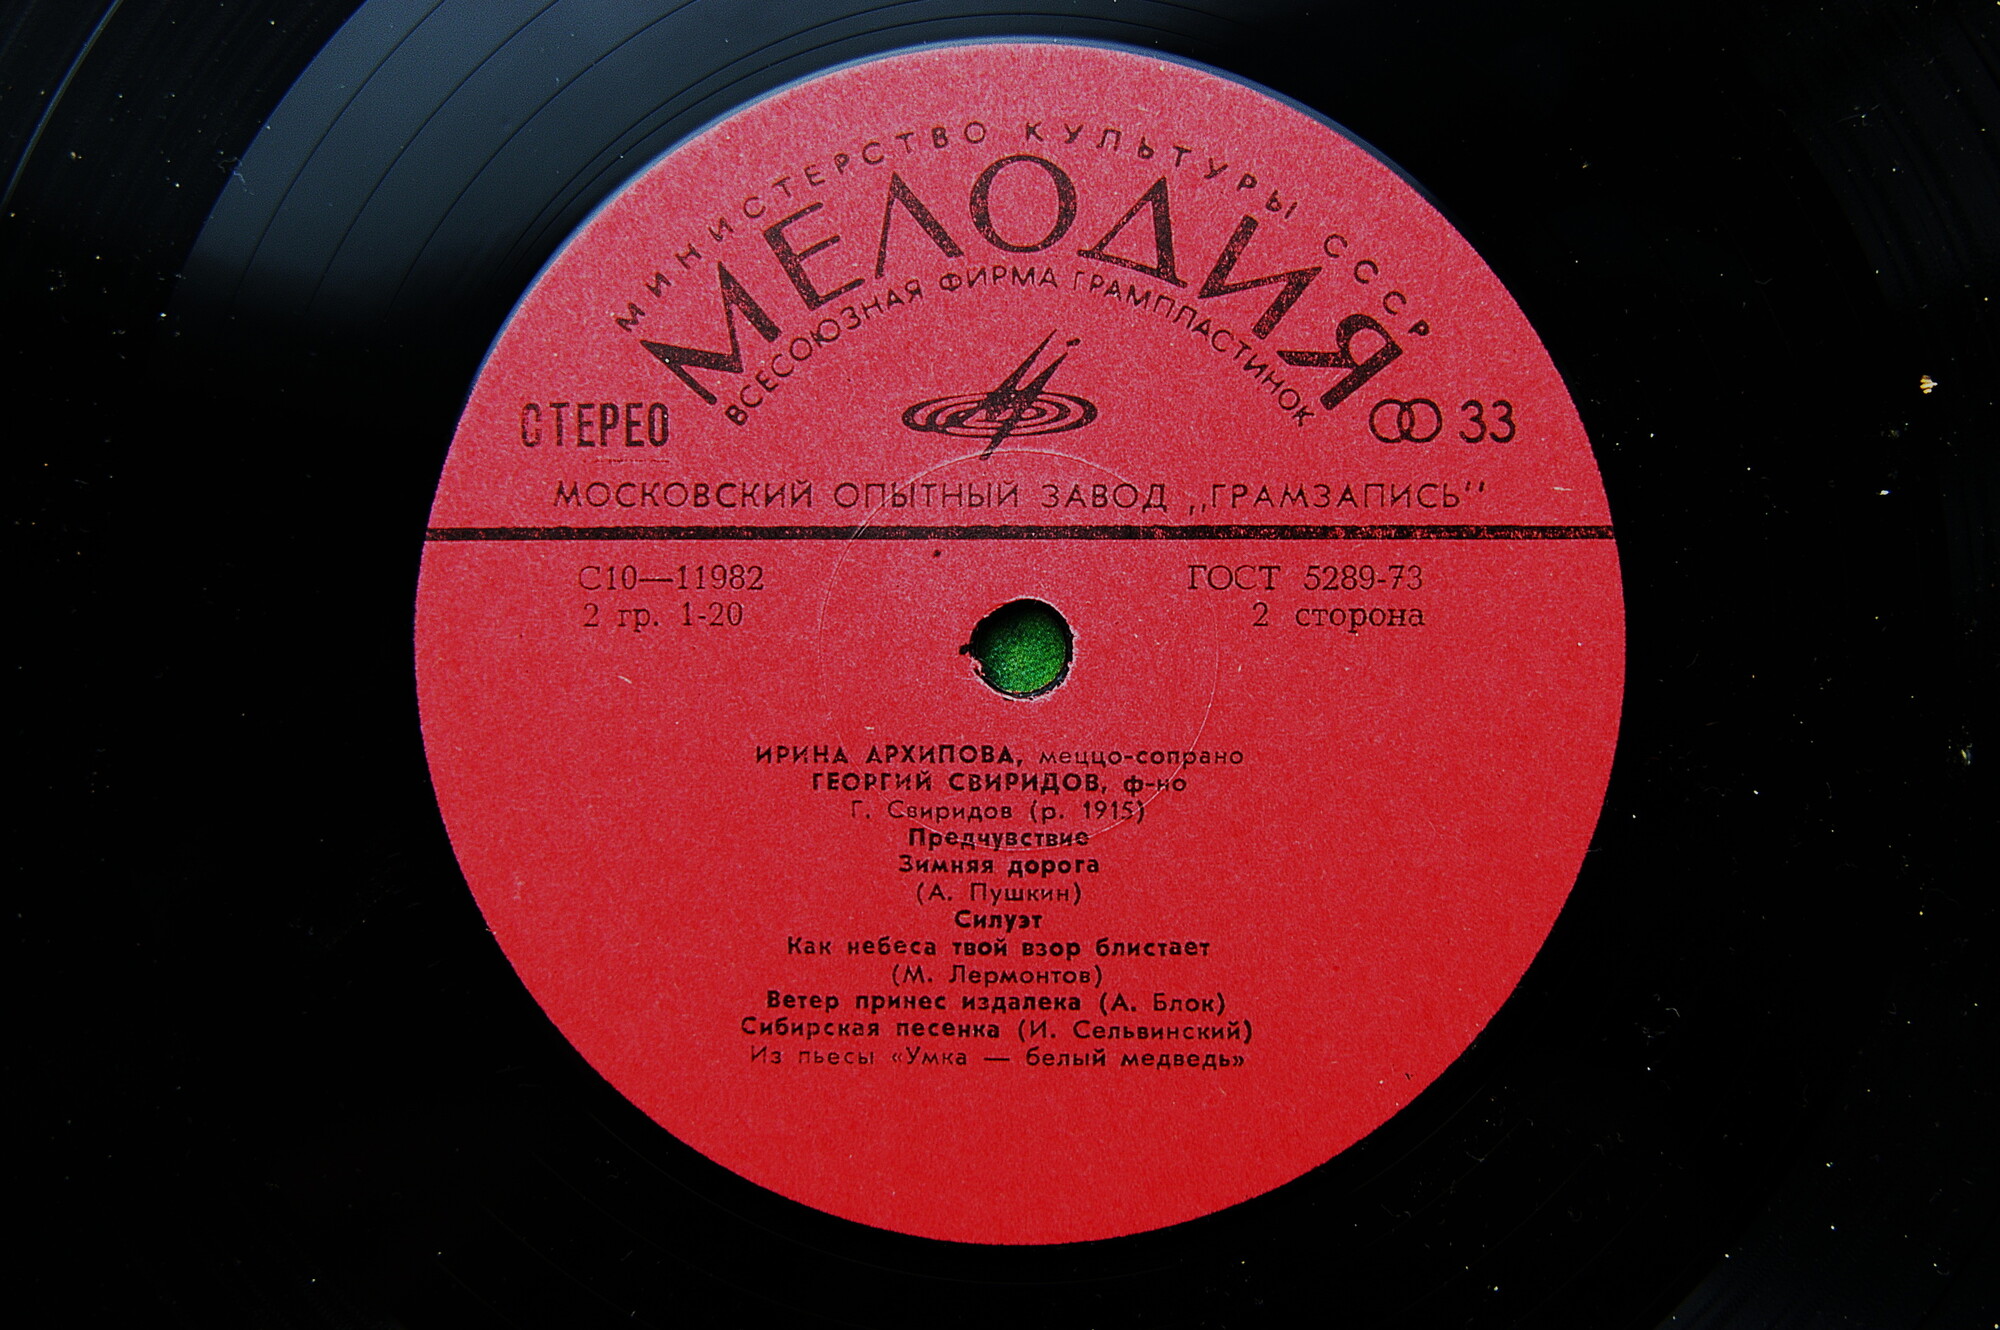 МИНИСТЕРСТВО КУЛЬТУРЫ СССР
МЕЛОДИЯ
ВСЕСОЮЗНАЯ ФИРМА ГРАМПЛАСТИНОК
СТЕРЕО
33
МОСКОВСКИЙ ОПЫТНЫЙ ЗАВОД „ГРАМЗАПИСЬ“
С10—11982
ГОСТ 5289-73
2 гр. 1-20
2 сторона
ИРИНА АРХИПОВА, меццо-сопрано
ГЕОРГИЙ СВИРИДОВ, ф-но
Г. Свиридов (р. 1915)
Предчувствие
Зимняя дорога
(А. Пушкин)
Силуэт
Как небеса твой взор блистает
(М. Лермонтов)
Ветер принес издалека (А. Блок)
Сибирская песенка (И. Сельвинский)
Из пьесы «Умка — белый медведь»